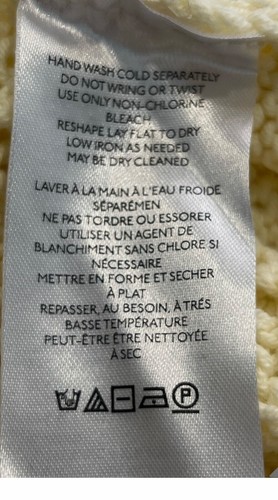 HAND WASH COLD SEPARATELY
DO NOT WRING OR TWIST
USE ONLY NON-CHLORINE
BLEACH
RESHAPE LAY FLAT TO DRY
LOW IRON AS NEEDED
MAY BE DRY CLEANED
LAVER À LA MAIN À L'EAU FROIDE
SÉPARÉMEN
NE PAS TORDRE OU ESSORER
UTILISER UN AGENT DE
BLANCHIMENT SANS CHLORE SI
NÉCESSAIRE
METTRE EN FORME ET SECHER
À PLAT
REPASSER, AU BESOIN, À TRÉS
BASSE TEMPÉRATURE
PEUT-ÊTRE ÊTRE NETTOYÉE
À SEC
P